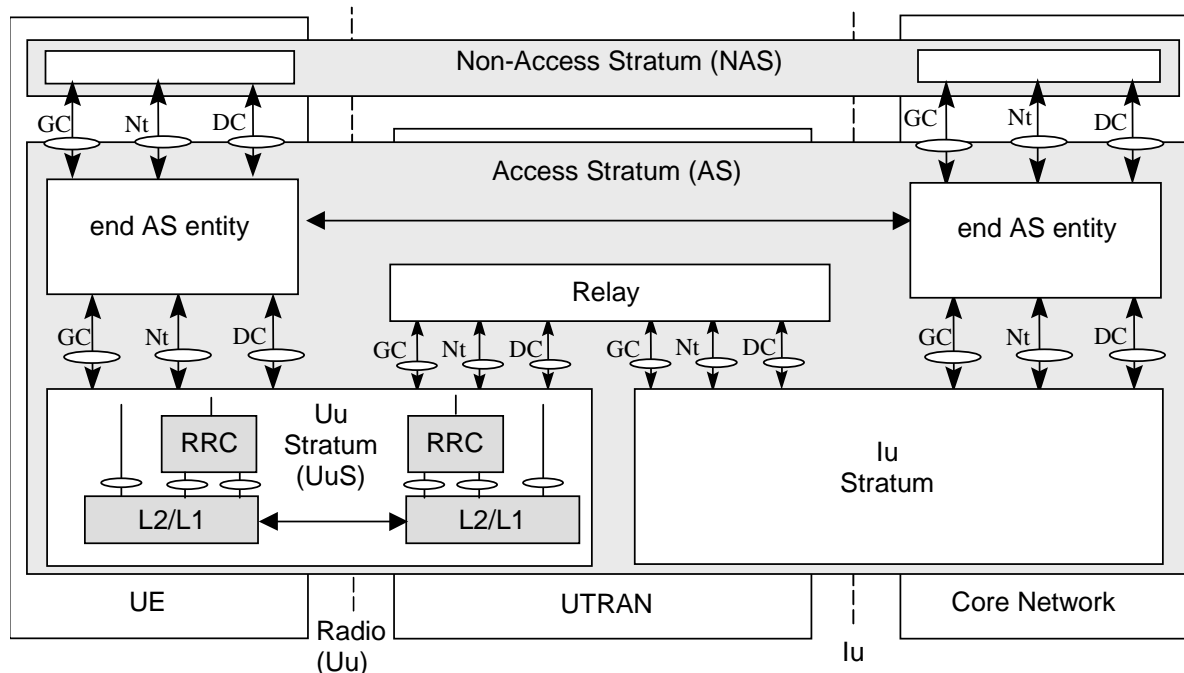 Non-Access Stratum (NAS)
GC Nt DC GC Nt DC
Access Stratum (AS)
end AS entity
end AS entity
Relay
GC Nt DC GC Nt DC GC Nt DC GC Nt DC
RRC
Uu
Stratum
(UuS)
RRC
L2/L1
L2/L1
Iu
Stratum
UE
UTRAN
Core Network
Radio
(Uu)
Iu